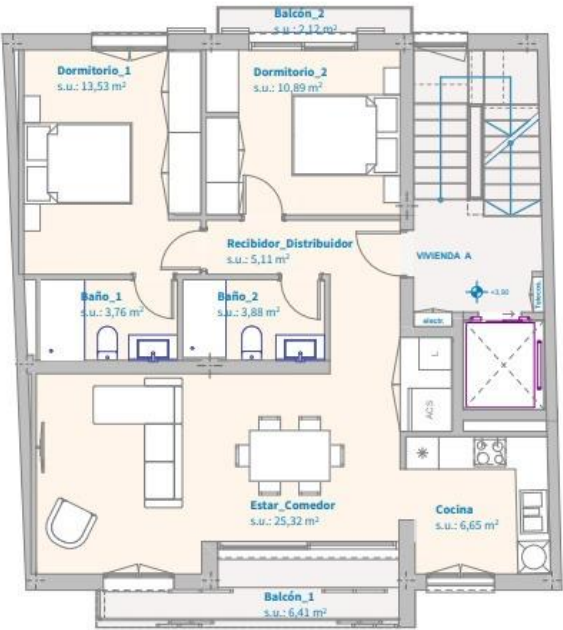 Balcón_2
s.u.: 2,12 m²
Dormitorio_1
s.u.: 13,53 m²
Dormitorio_2
s.u.: 10,89 m²
Recibidor_Distribuidor
s.u.: 5,11 m²
VIVIENDA A
+3,90
Telecom.
electr.
Baño_1
s.u.: 3,76 m²
Baño_2
s.u.: 3,88 m²
L
ACS
Estar_Comedor
s.u.: 25,32 m²
Cocina
s.u.: 6,65 m²
Balcón_1
s.u.: 6,41 m²